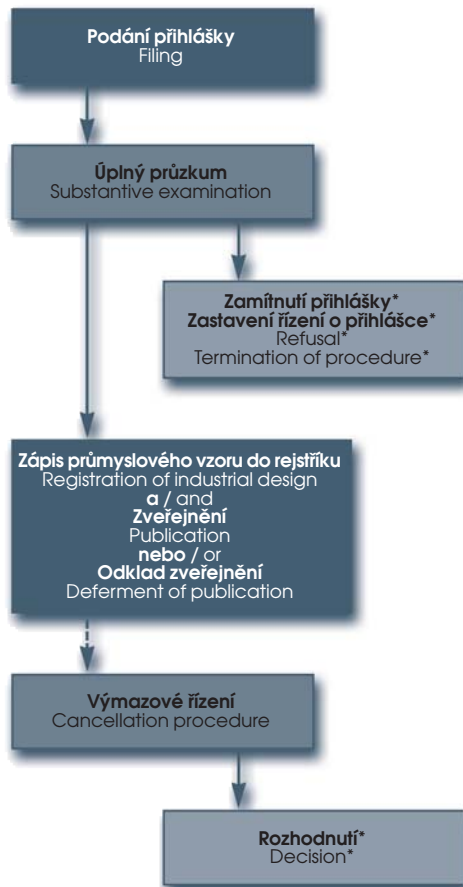 Podání přihlášky
Filing
Úplný průzkum
Substantive examination
Zamítnutí přihlášky*
Zastavení řízení o přihlášce*
Refusal*
Termination of procedure*
Zápis průmyslového vzoru do rejstříku
Registration of industrial design
a / and
Zveřejnění
Publication
nebo / or
Odklad zveřejnění
Deferment of publication
Výmazové řízení
Cancellation procedure
Rozhodnutí*
Decision*